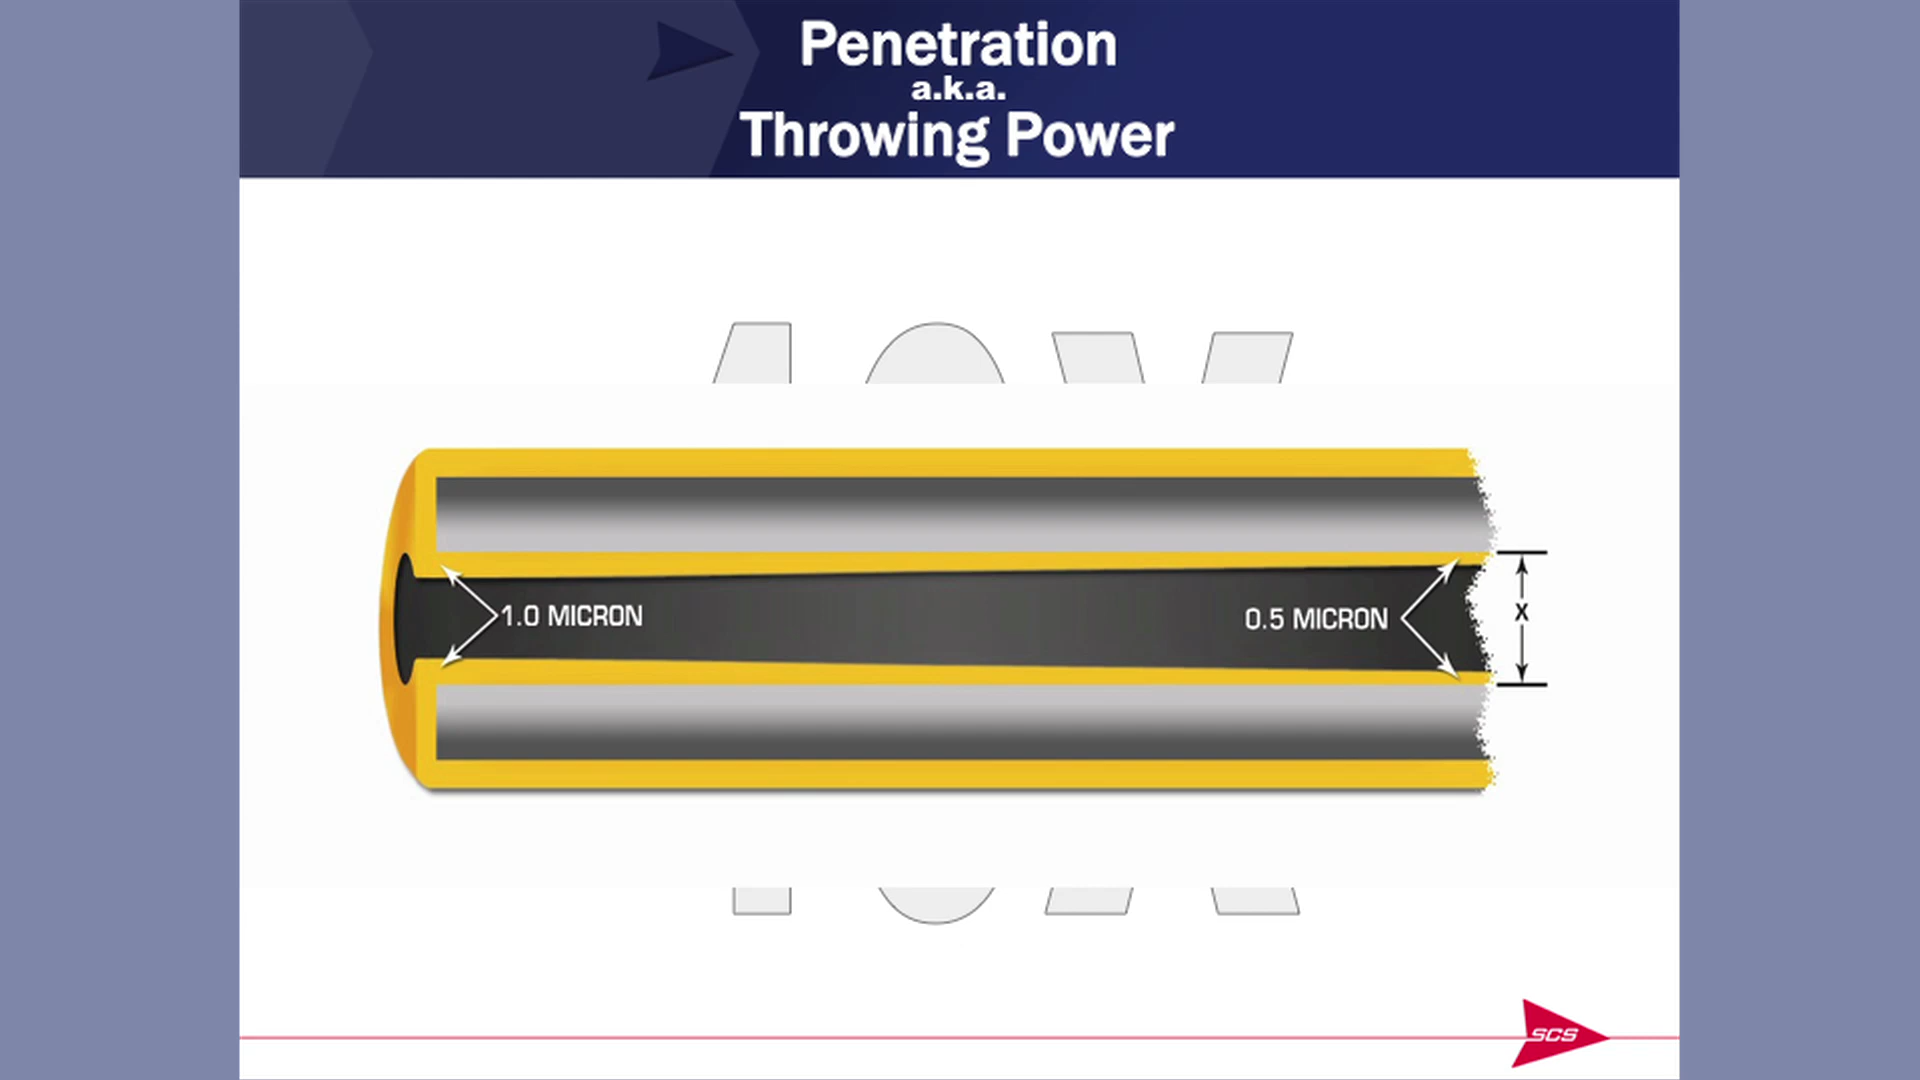 Penetration
a.k.a.
Throwing Power
1.0 MICRON
0.5 MICRON
X
SCS